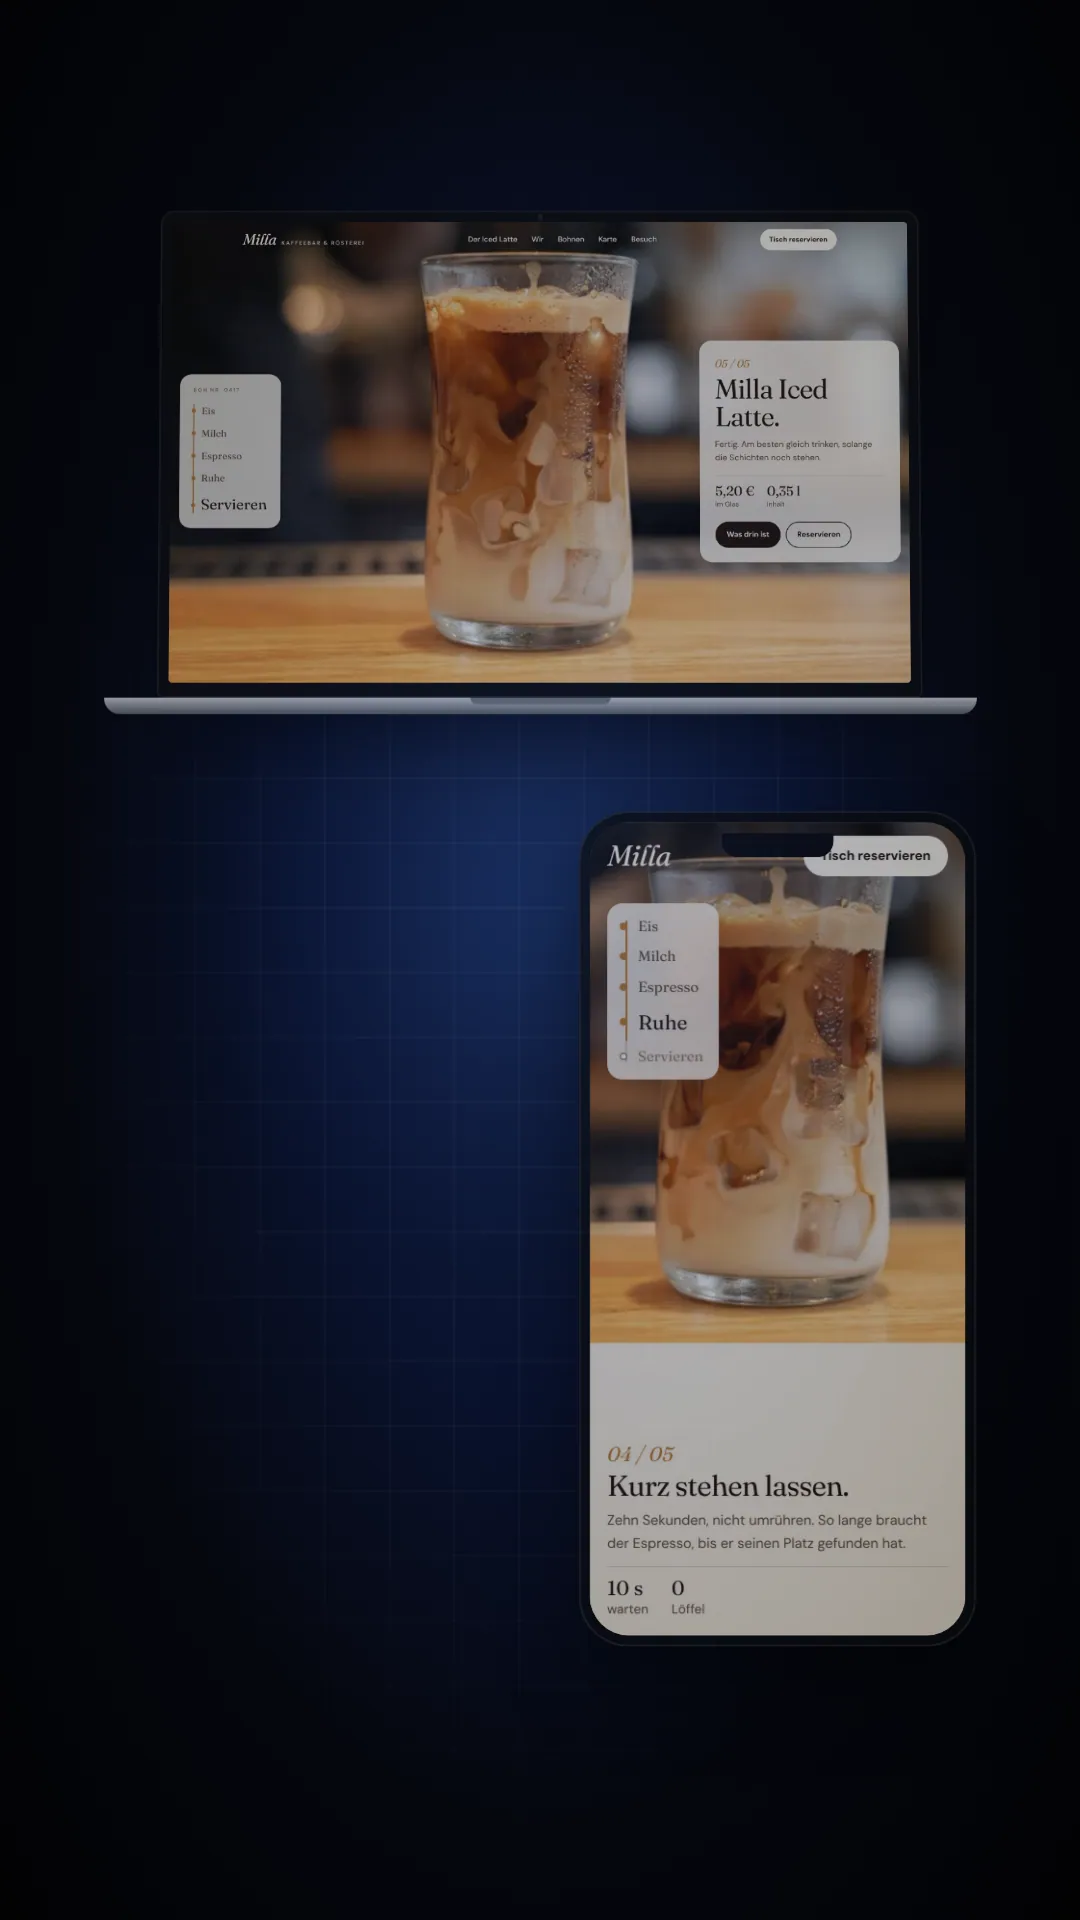 Milla KAFFEEBAR & RÖSTEREI
Der Iced Latte Wir Bohnen Karte Besuch
Tisch reservieren
BON NR. 0417
Eis
Milch
Espresso
Ruhe
Servieren
05 / 05
Milla Iced
Latte.
Fertig. Am besten gleich trinken, solange
die Schichten noch stehen.
5,20 € 0,35 l
im Glas Inhalt
Was drin ist Reservieren
Milla
Tisch reservieren
Eis
Milch
Espresso
Ruhe
Servieren
04 / 05
Kurz stehen lassen.
Zehn Sekunden, nicht umrühren. So lange braucht
der Espresso, bis er seinen Platz gefunden hat.
10 s 0
warten Löffel